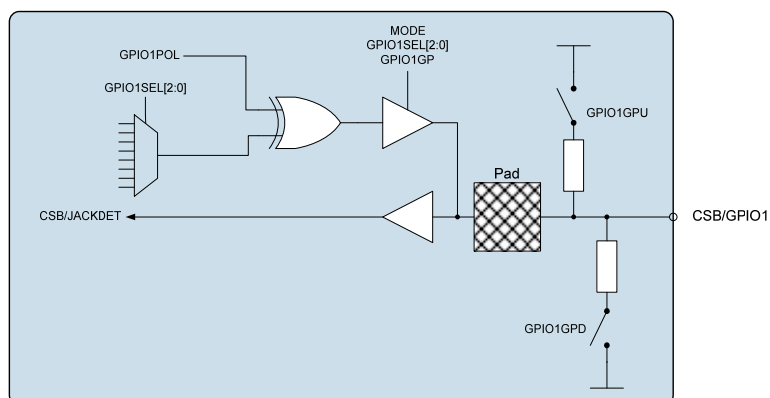 MODE
GPIO1SEL[2:0]
GPIO1GP
GPIO1POL
GPIO1SEL[2:0]
GPIO1GPU
Pad
CSB/JACKDET
CSB/GPIO1
GPIO1GPD